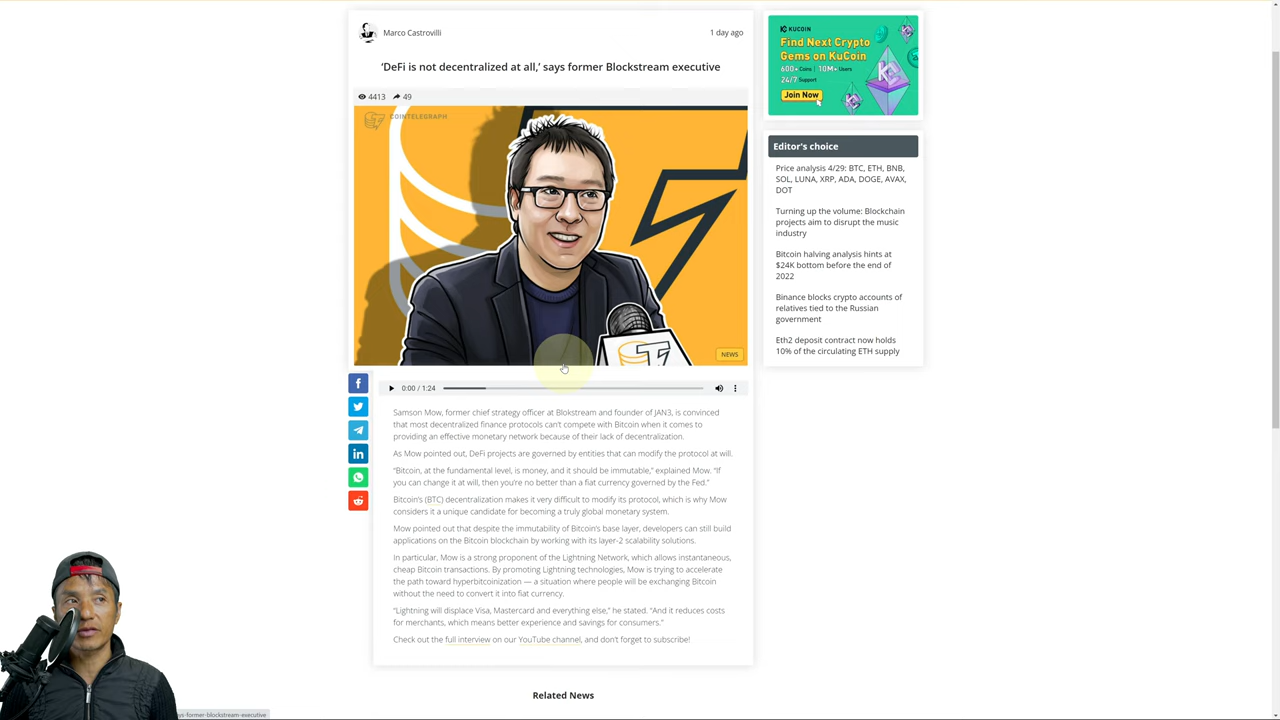 Marco Castrovilli
1 day ago
‘DeFi is not decentralized at all,’ says former Blockstream executive
4413
49
COINTELEGRAPH
NEWS
0:00 / 1:24
Samson Mow, former chief strategy officer at Blokstream and founder of JAN3, is convinced
that most decentralized finance protocols can't compete with Bitcoin when it comes to
providing an effective monetary network because of their lack of decentralization.
As Mow pointed out, DeFi projects are governed by entities that can modify the protocol at will.
“Bitcoin, at the fundamental level, is money, and it should be immutable,” explained Mow. “If
you can change it at will, then you're no better than a fiat currency governed by the Fed.”
Bitcoin's (BTC) decentralization makes it very difficult to modify its protocol, which is why Mow
considers it a unique candidate for becoming a truly global monetary system.
Mow pointed out that despite the immutability of Bitcoin's base layer, developers can still build
applications on the Bitcoin blockchain by working with its layer-2 scalability solutions.
In particular, Mow is a strong proponent of the Lightning Network, which allows instantaneous,
cheap Bitcoin transactions. By promoting Lightning technologies, Mow is trying to accelerate
the path toward hyperbitcoinization — a situation where people will be exchanging Bitcoin
without the need to convert it into fiat currency.
“Lightning will displace Visa, Mastercard and everything else,” he stated. “And it reduces costs
for merchants, which means better experience and savings for consumers.”
Check out the full interview on our YouTube channel, and don't forget to subscribe!
Related News
KUCOIN
Find Next Crypto
Gems on KuCoin
600+ Coins | 10M+ Users
24/7 Support
Join Now
Editor's choice
Price analysis 4/29: BTC, ETH, BNB,
SOL, LUNA, XRP, ADA, DOGE, AVAX,
DOT
Turning up the volume: Blockchain
projects aim to disrupt the music
industry
Bitcoin halving analysis hints at
$24K bottom before the end of
2022
Binance blocks crypto accounts of
relatives tied to the Russian
government
Eth2 deposit contract now holds
10% of the circulating ETH supply
ys-former-blockstream-executive